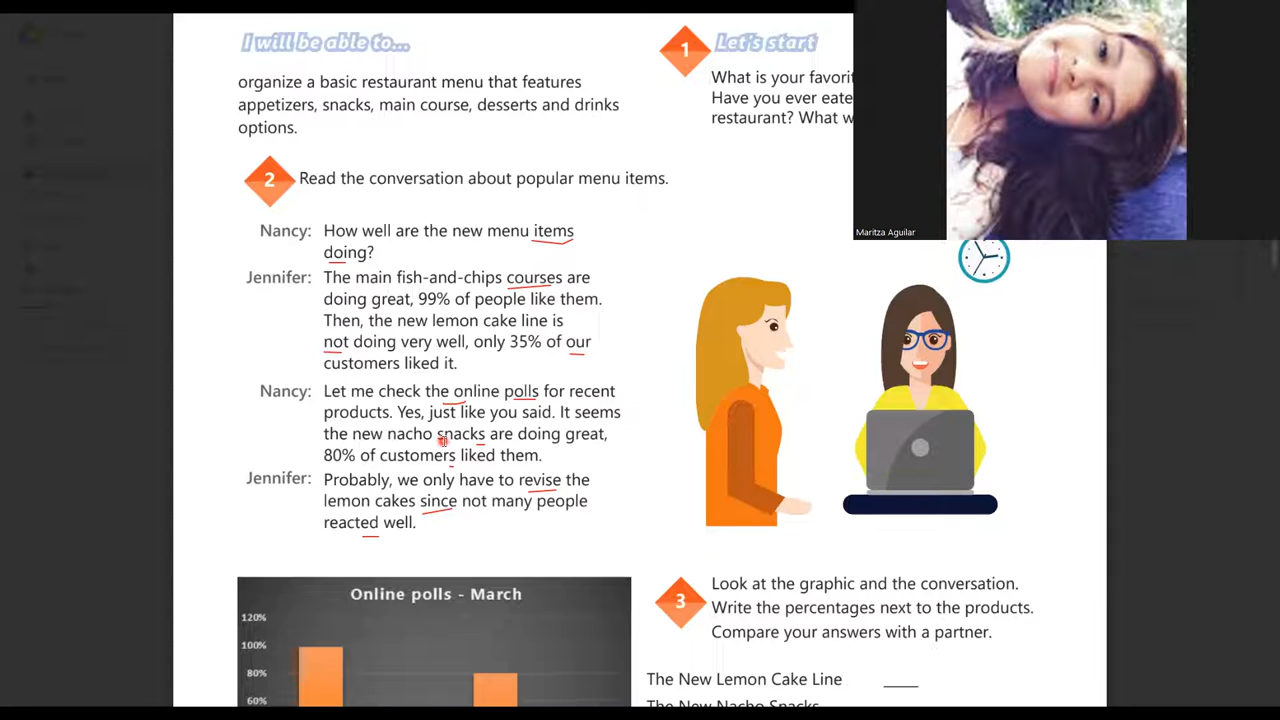 I will be able to...
organize a basic restaurant menu that features
appetizers, snacks, main course, desserts and drinks
options.
1 Let's start
What is your favorit
Have you ever eate
restaurant? What w
Maritza Aguilar
2 Read the conversation about popular menu items.
Nancy: How well are the new menu items
doing?
Jennifer: The main fish-and-chips courses are
doing great, 99% of people like them.
Then, the new lemon cake line is
not doing very well, only 35% of our
customers liked it.
Nancy: Let me check the online polls for recent
products. Yes, just like you said. It seems
the new nacho snacks are doing great,
80% of customers liked them.
Jennifer: Probably, we only have to revise the
lemon cakes since not many people
reacted well.
Online polls - March
120%
100%
80%
60%
3 Look at the graphic and the conversation.
Write the percentages next to the products.
Compare your answers with a partner.
The New Lemon Cake Line
The New Nacho Snacks